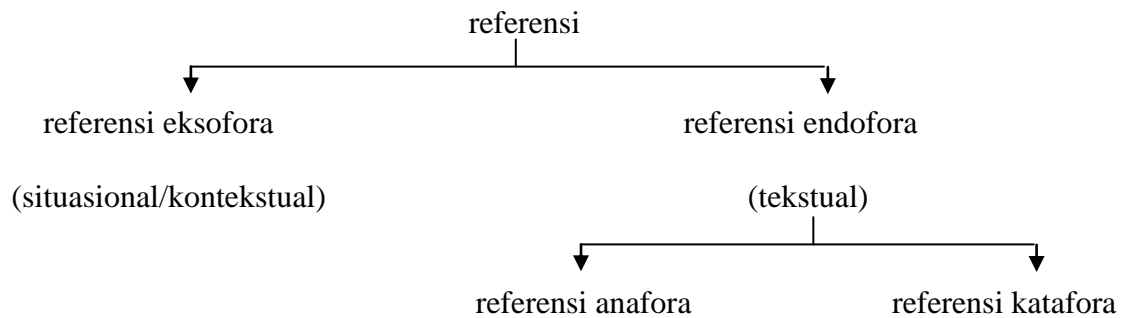 referensi
referensi eksofora referensi endofora
(situasional/kontekstual) (tekstual)
referensi anafora referensi katafora